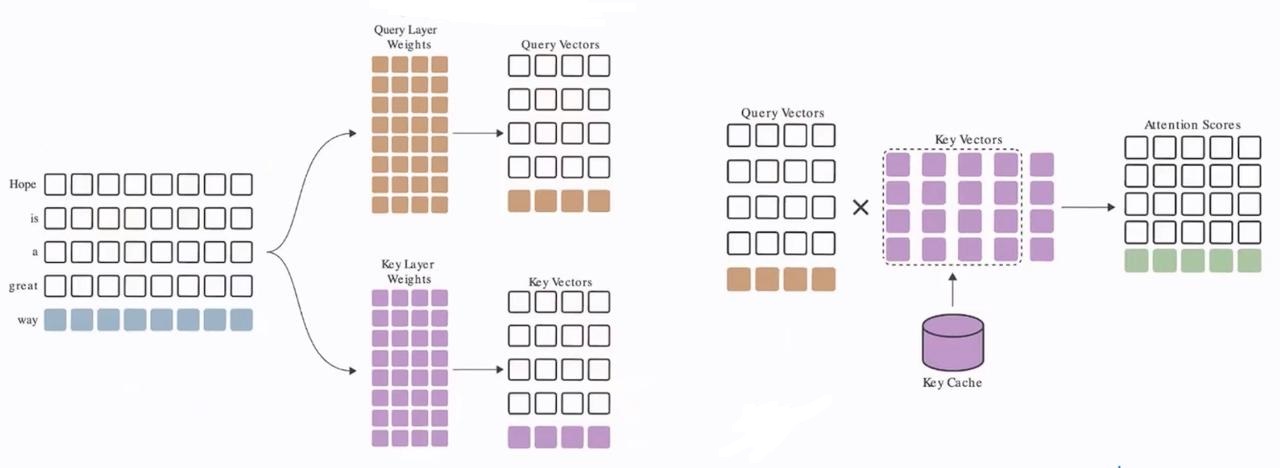 Hope
is
a
great
way
Query Layer
Weights
Query Vectors
Key Layer
Weights
Key Vectors
Query Vectors
×
Key Vectors
Key Cache
Attention Scores